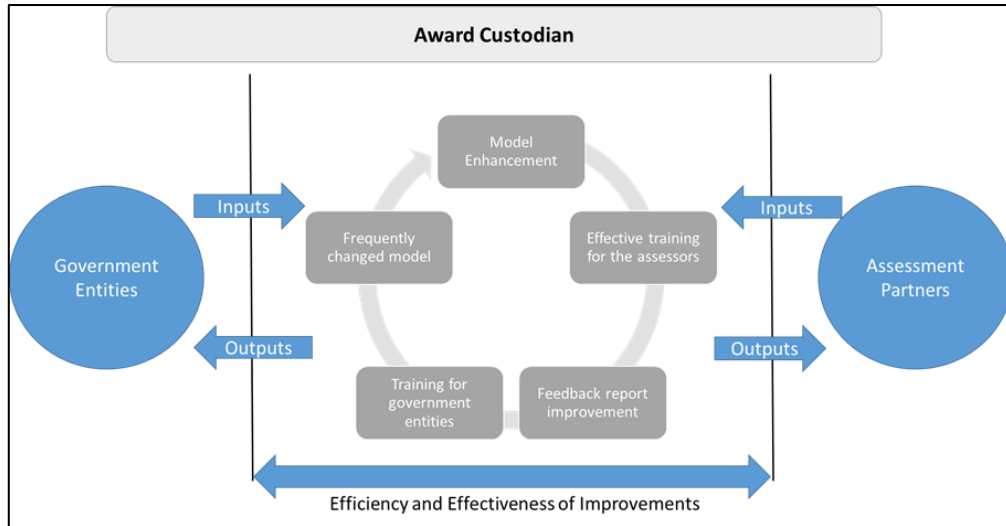 Award Custodian
Model
Enhancement
Inputs
Inputs
Frequently
changed model
Effective training
for the assessors
Government
Entities
Assessment
Partners
Outputs
Outputs
Training for
government
entities
Feedback report
improvement
Efficiency and Effectiveness of Improvements